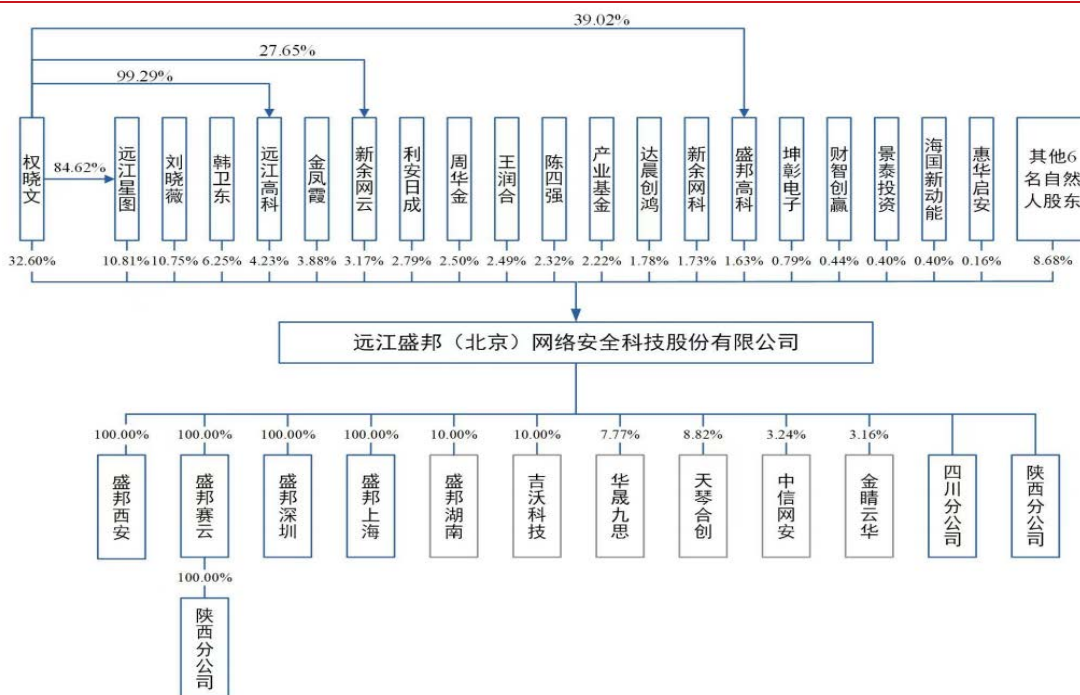 39.02%
27.65%
99.29%
权晓文
84.62%
远江星图
刘晓薇
韩卫东
远江高科
金凤霞
新余网云
利安日成
周华金
王润合
陈四强
产业基金
达晨创鸿
新余网科
盛邦高科
坤彰电子
财智创赢
景泰投资
海国新动能
惠华启安
其他6
名自然
人股东
32.60%
10.81%
10.75%
6.25%
4.23%
3.88%
3.17%
2.79%
2.50%
2.49%
2.32%
2.22%
1.78%
1.73%
1.63%
0.79%
0.44%
0.40%
0.40%
0.16%
8.68%
远江盛邦（北京）网络安全科技股份有限公司
100.00%
100.00%
100.00%
100.00%
10.00%
10.00%
7.77%
8.82%
3.24%
3.16%
盛邦西安
盛邦赛云
盛邦深圳
盛邦上海
盛邦湖南
吉沃科技
华晟九思
天琴合创
中信网安
金睛云华
四川分公司
陕西分公司
100.00%
陕西分公司